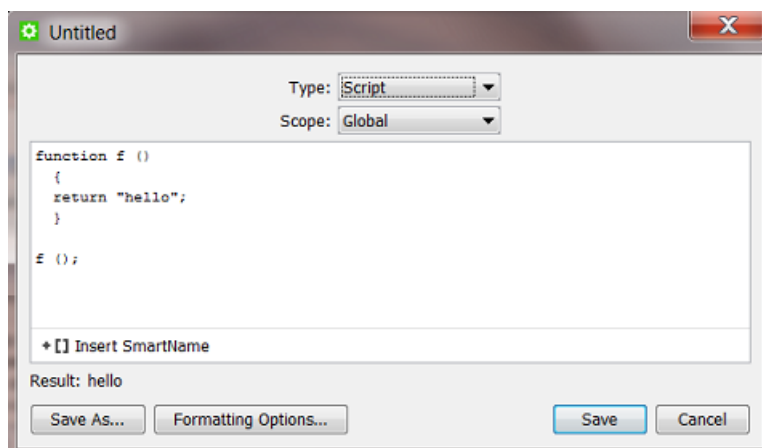 Untitled
Type: Script
Scope: Global
function f ()
  {
  return "hello";
  }
f ();
+[] Insert SmartName
Result: hello
Save As... Formatting Options... Save Cancel